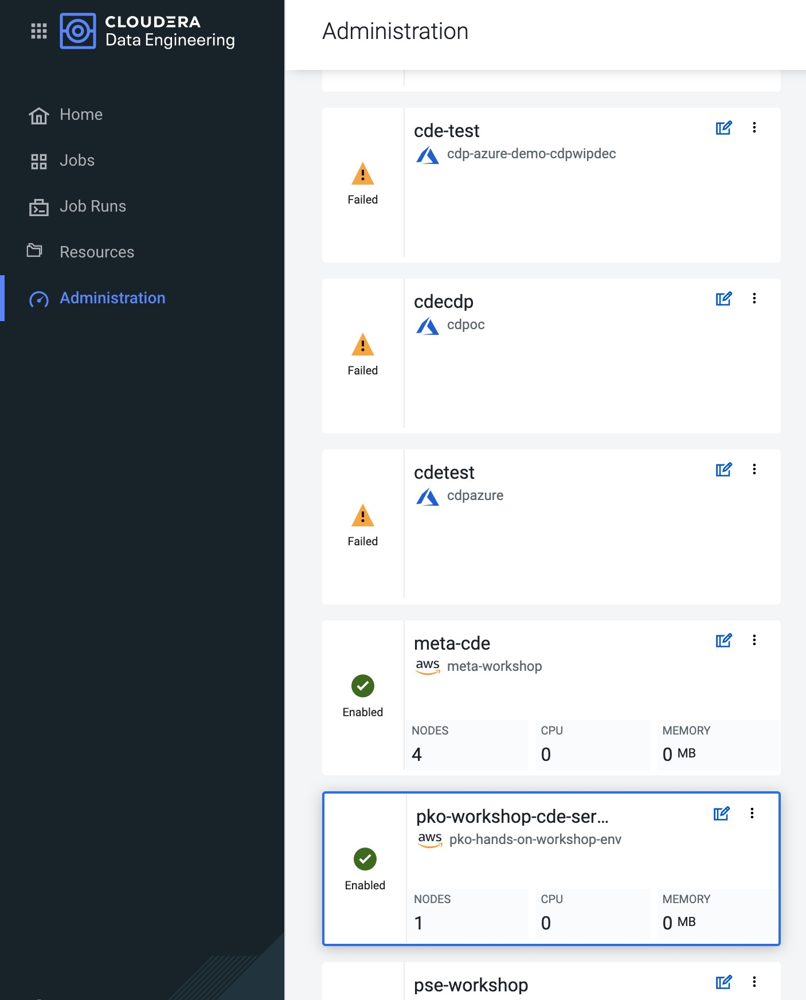 CLOUDERA
Data Engineering
Home
Jobs
Job Runs
Resources
Administration
Administration
cde-test
cdp-azure-demo-cdpwipdec
Failed
cdecdp
cdpoc
Failed
cdetest
cdpazure
Failed
meta-cde
aws meta-workshop
Enabled
NODES CPU MEMORY
4 0 0 MB
pko-workshop-cde-ser...
aws pko-hands-on-workshop-env
Enabled
NODES CPU MEMORY
1 0 0 MB
pse-workshop